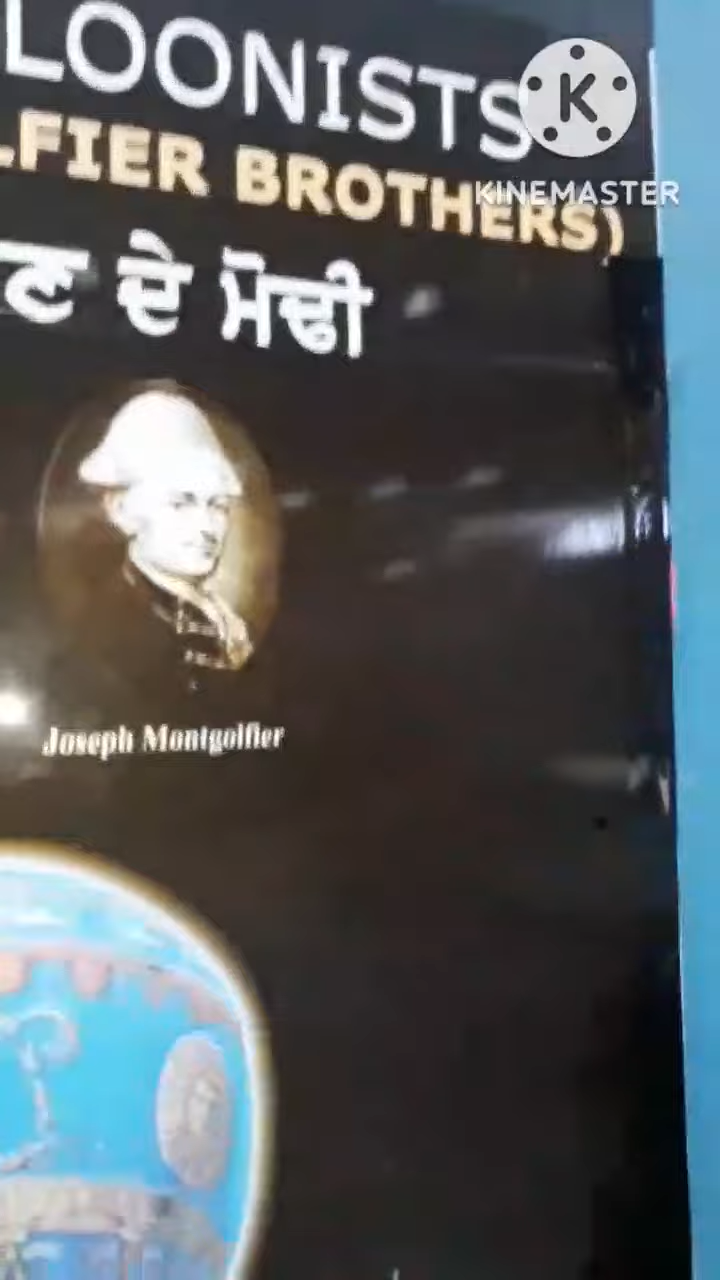 LOONISTS
LFIER BROTHERS)
ਣ ਦੇ ਮੋਢੀ
Joseph Montgolfier
K
KINEMASTER